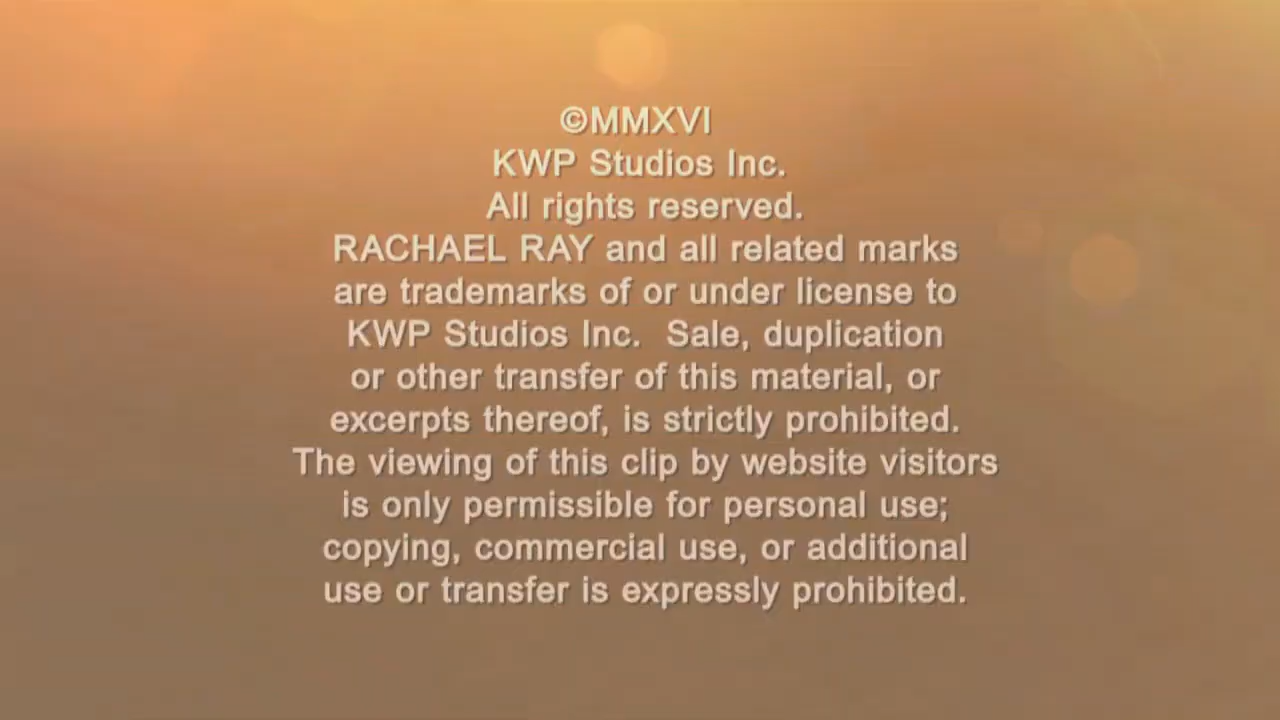 ©MMXVI
KWP Studios Inc.
All rights reserved.
RACHAEL RAY and all related marks
are trademarks of or under license to
KWP Studios Inc.  Sale, duplication
or other transfer of this material, or
excerpts thereof, is strictly prohibited.
The viewing of this clip by website visitors
is only permissible for personal use;
copying, commercial use, or additional
use or transfer is expressly prohibited.